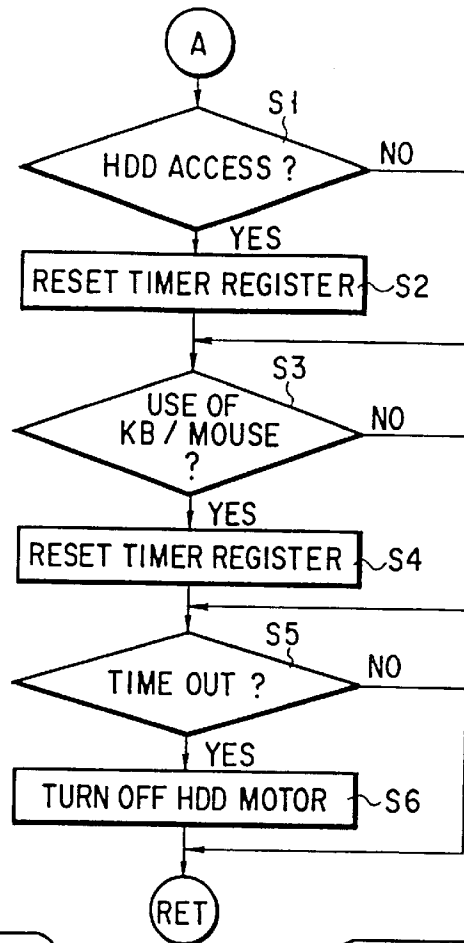 A
S1
HDD ACCESS ?
NO
YES
RESET TIMER REGISTER
S2
S3
USE OF
KB / MOUSE
?
NO
YES
RESET TIMER REGISTER
S4
S5
TIME OUT ?
NO
YES
TURN OFF HDD MOTOR
S6
RET